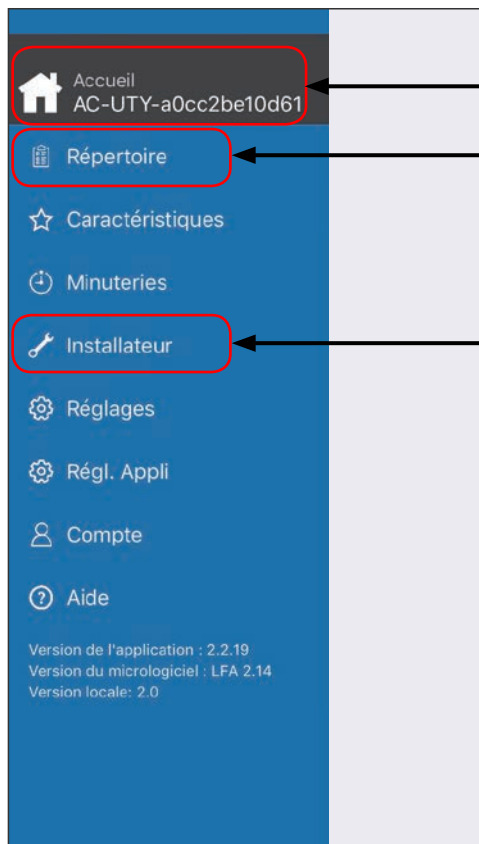 Accueil
AC-UTY-a0cc2be10d61
Répertoire
Caractéristiques
Minuteries
Installateur
Réglages
Régl. Appli
Compte
Aide
Version de l'application : 2.2.19
Version du micrologiciel : LFA 2.14
Version locale: 2.0